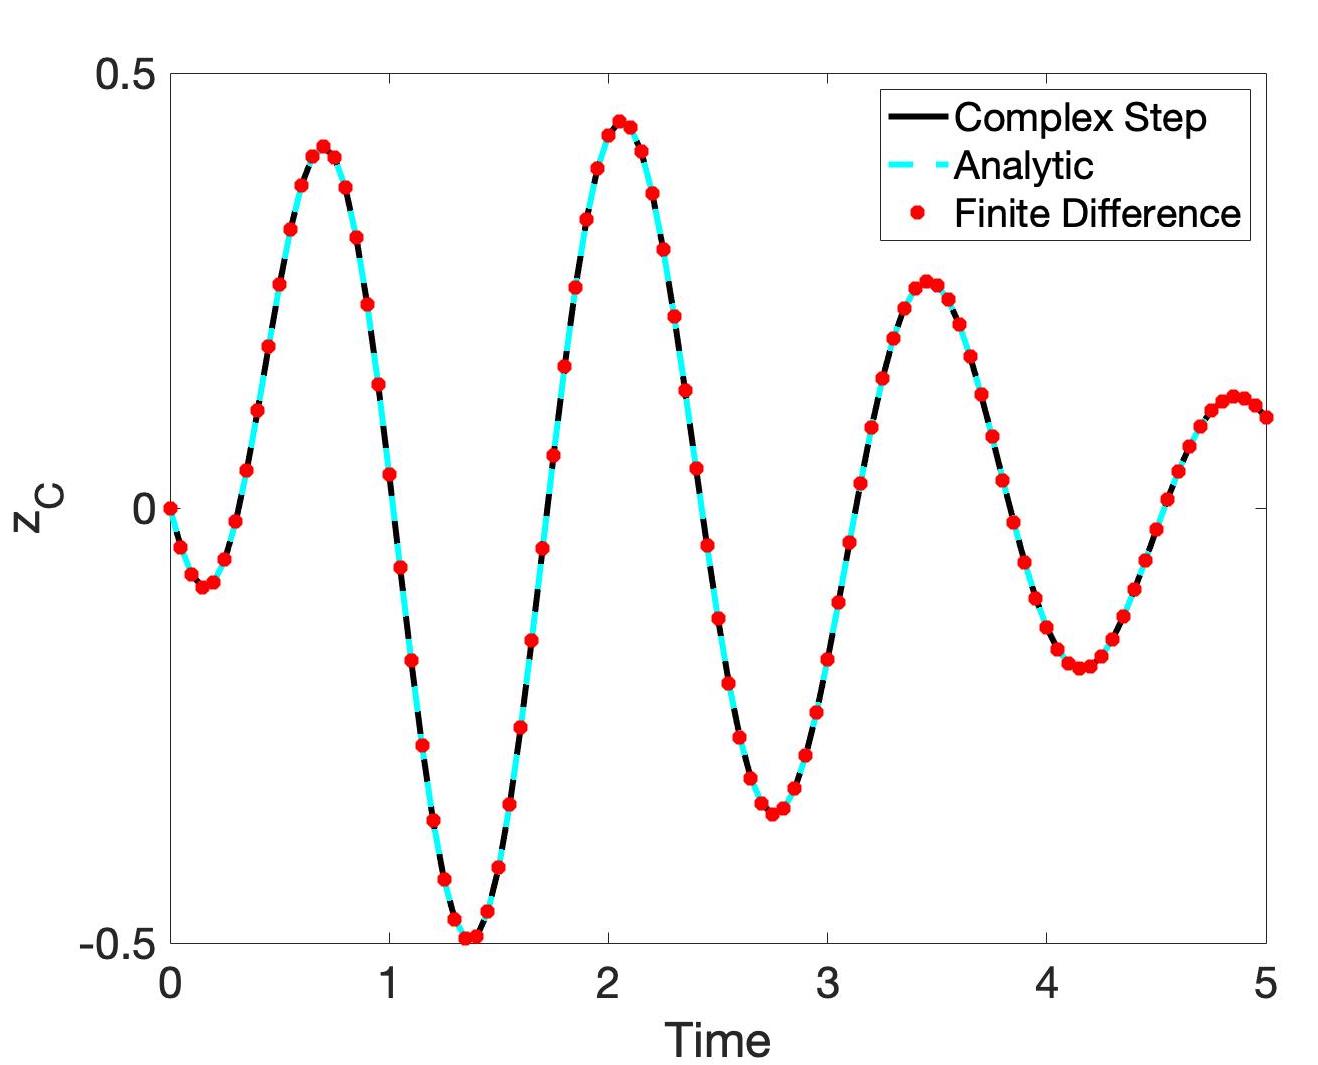 0.5
0
-0.5
z_C
0 1 2 3 4 5
Time
Complex Step
Analytic
Finite Difference